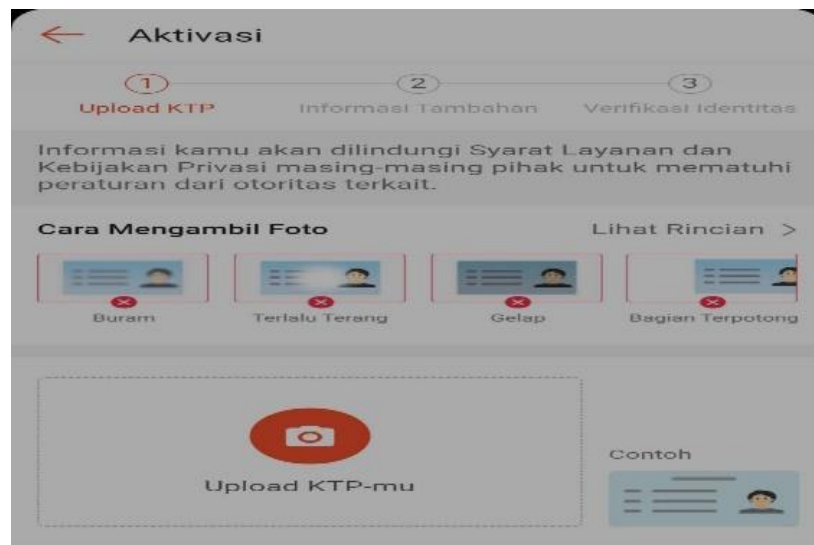 Aktivasi
1
2
3
Upload KTP
Informasi Tambahan
Verifikasi Identitas
Informasi kamu akan dilindungi Syarat Layanan dan
Kebijakan Privasi masing-masing pihak untuk mematuhi
peraturan dari otoritas terkait.
Cara Mengambil Foto
Lihat Rincian >
Buram
Terlalu Terang
Gelap
Bagian Terpotong
Upload KTP-mu
Contoh